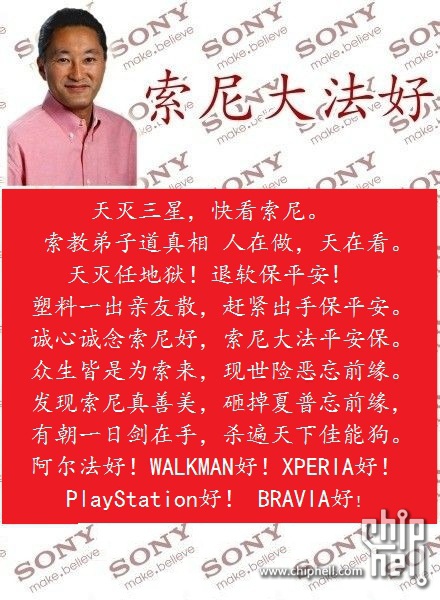 SONY make.believe
索尼大法好
天灭三星，快看索尼。
索教弟子道真相 人在做，天在看。
天灭任地狱！退软保平安！
塑料一出亲友散，赶紧出手保平安。
诚心诚念索尼好，索尼大法平安保。
众生皆是为索来，现世险恶忘前缘。
发现索尼真善美，砸掉夏普忘前缘，
有朝一日剑在手，杀遍天下佳能狗。
阿尔法好！WALKMAN好！XPERIA好！
PlayStation好！ BRAVIA好！
SONY make.believe
chip hell
www.chiphell.com